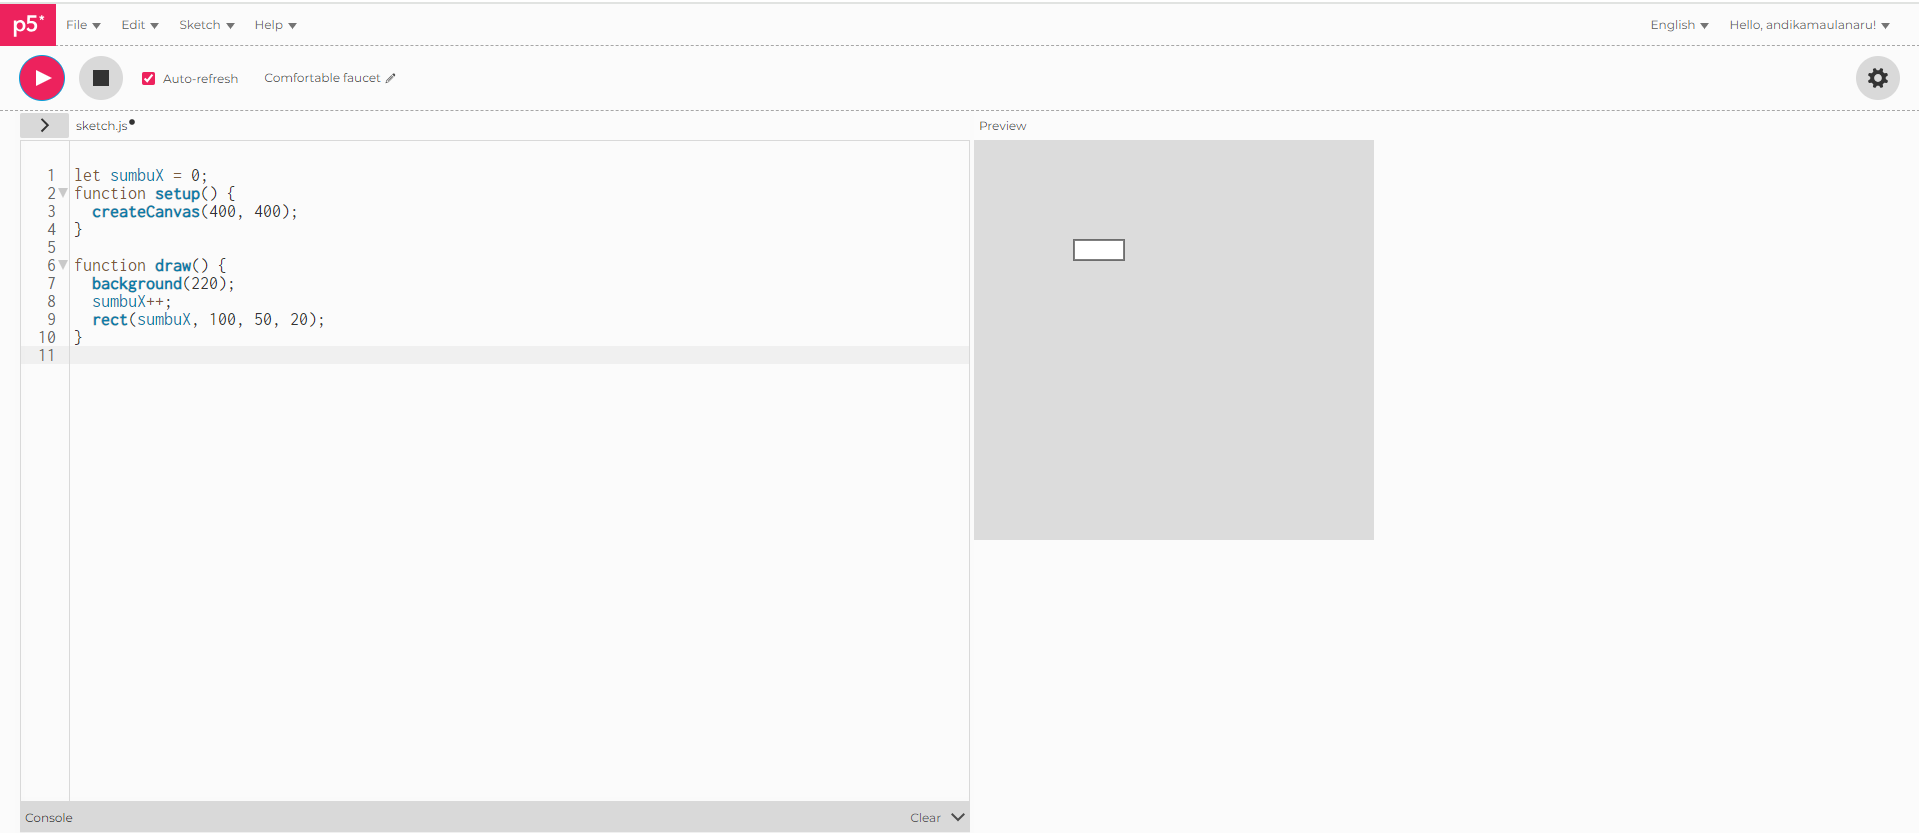 p5* File Edit Sketch Help English Hello, andikamaulanaru!
Auto-refresh Comfortable faucet
sketch.js Preview
1 let sumbuX = 0;
2 function setup() {
3   createCanvas(400, 400);
4 }
5
6 function draw() {
7   background(220);
8   sumbuX++;
9   rect(sumbuX, 100, 50, 20);
10 }
11
Console Clear